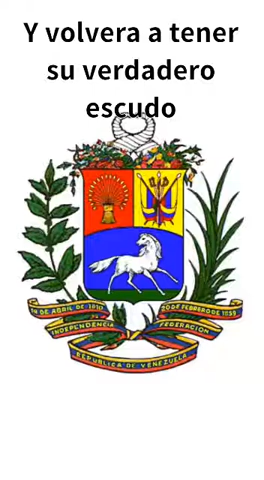 Y volvera a tener
su verdadero
escudo
19 DE ABRIL DE 1810
20 DE FEBRERO DE 1859
INDEPENDENCIA
FEDERACION
REPUBLICA DE VENEZUELA